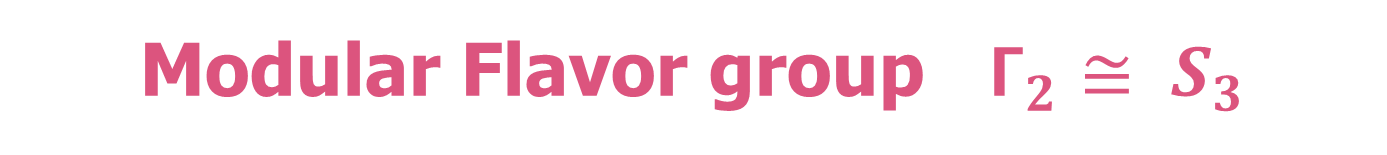 Modular Flavor group Γ₂ ≅ S₃